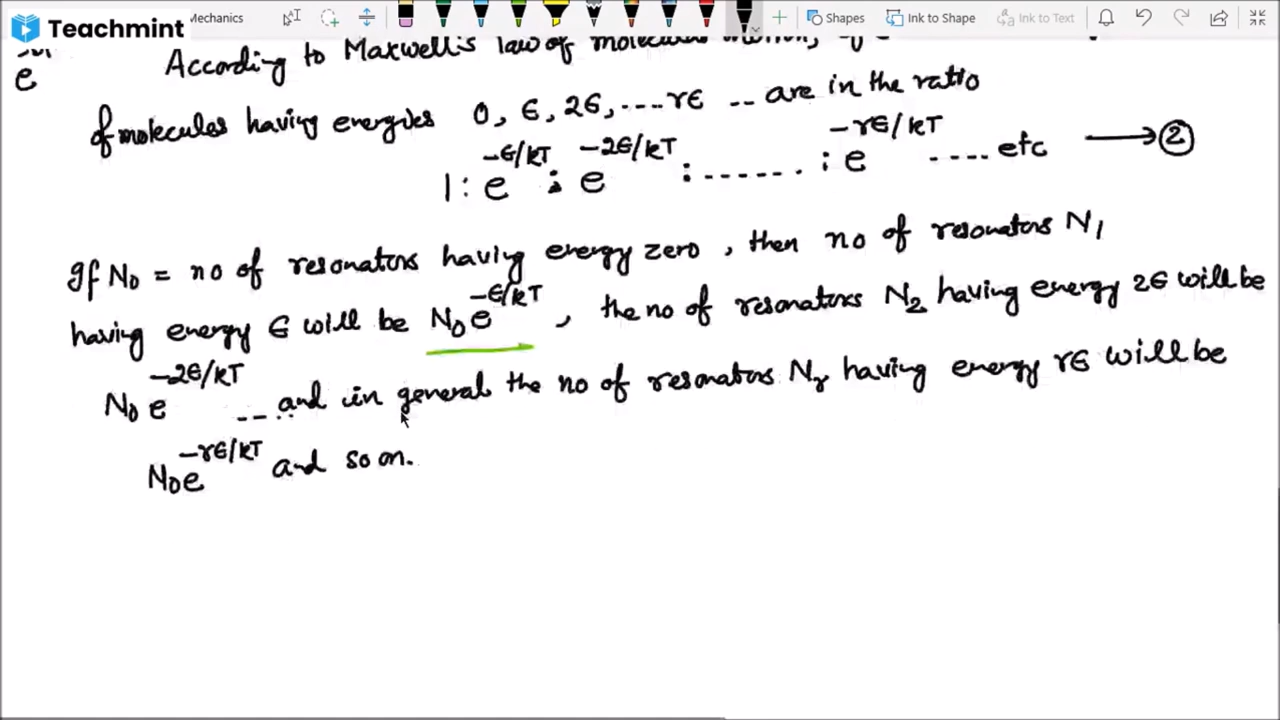 Teachmint
Mechanics
Shapes
Ink to Shape
Ink to Text
e According to Maxwell's law of molecular motion,
of molecules having energies 0, ε, 2ε, ....rε .. are in the ratio
1 : e^-ε/kT : e^-2ε/kT : ....... : e^-rε/kT .... etc ⟶ ②
If N0 = no of resonators having energy zero, then no of resonators N1
having energy ε will be N0 e^-ε/kT , the no of resonators N2 having energy 2ε will be
N0 e^-2ε/kT .... and in general the no of resonators Nr having energy rε will be
N0e^-rε/kT and so on.